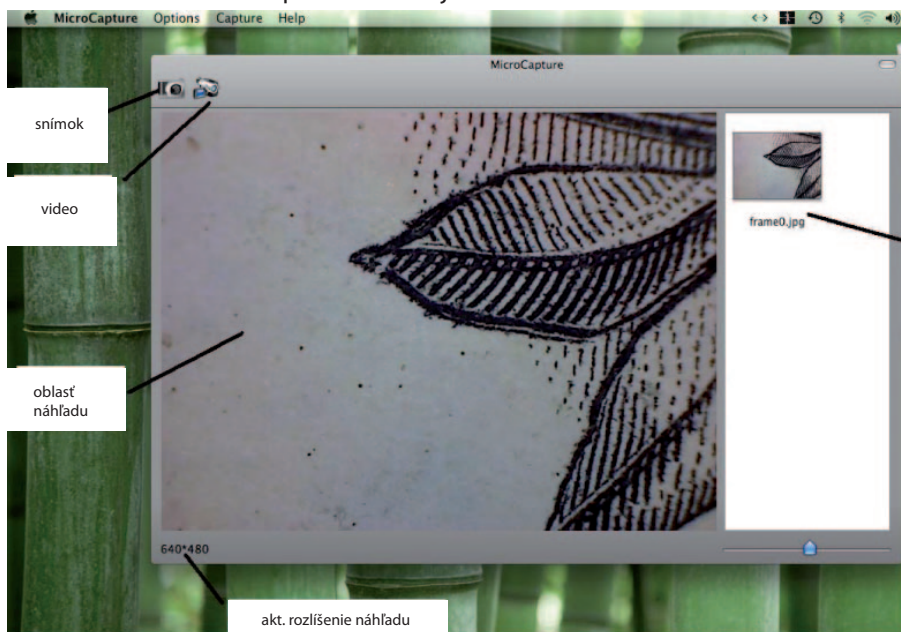 MicroCapture Options Capture Help
MicroCapture
snímok
video
frame0.jpg
oblasť
náhľadu
640*480
akt. rozlíšenie náhľadu